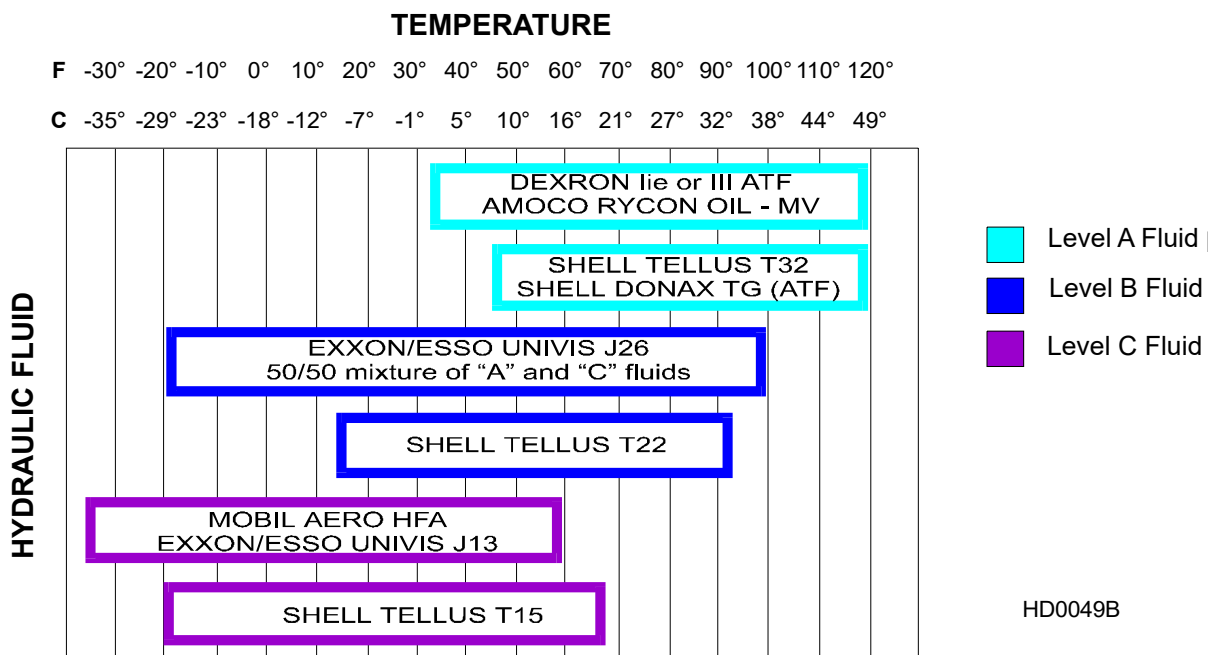 TEMPERATURE
F -30° -20° -10° 0° 10° 20° 30° 40° 50° 60° 70° 80° 90° 100° 110° 120°
C -35° -29° -23° -18° -12° -7° -1° 5° 10° 16° 21° 27° 32° 38° 44° 49°
HYDRAULIC FLUID
DEXRON IIe or III ATF
AMOCO RYCON OIL - MV
SHELL TELLUS T32
SHELL DONAX TG (ATF)
EXXON/ESSO UNIVIS J26
50/50 mixture of “A” and “C” fluids
SHELL TELLUS T22
MOBIL AERO HFA
EXXON/ESSO UNIVIS J13
SHELL TELLUS T15
Level A Fluid
Level B Fluid
Level C Fluid
HD0049B